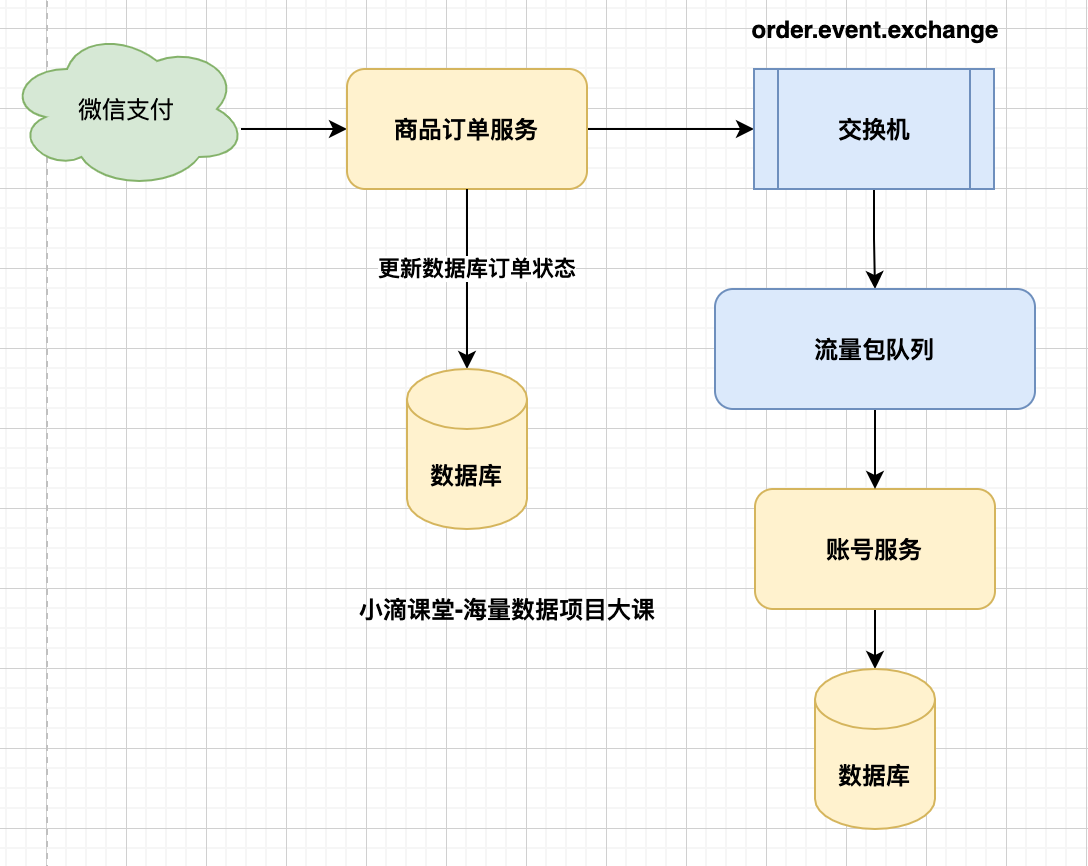 order.event.exchange
微信支付
商品订单服务
交换机
更新数据库订单状态
流量包队列
数据库
账号服务
小滴课堂-海量数据项目大课
数据库